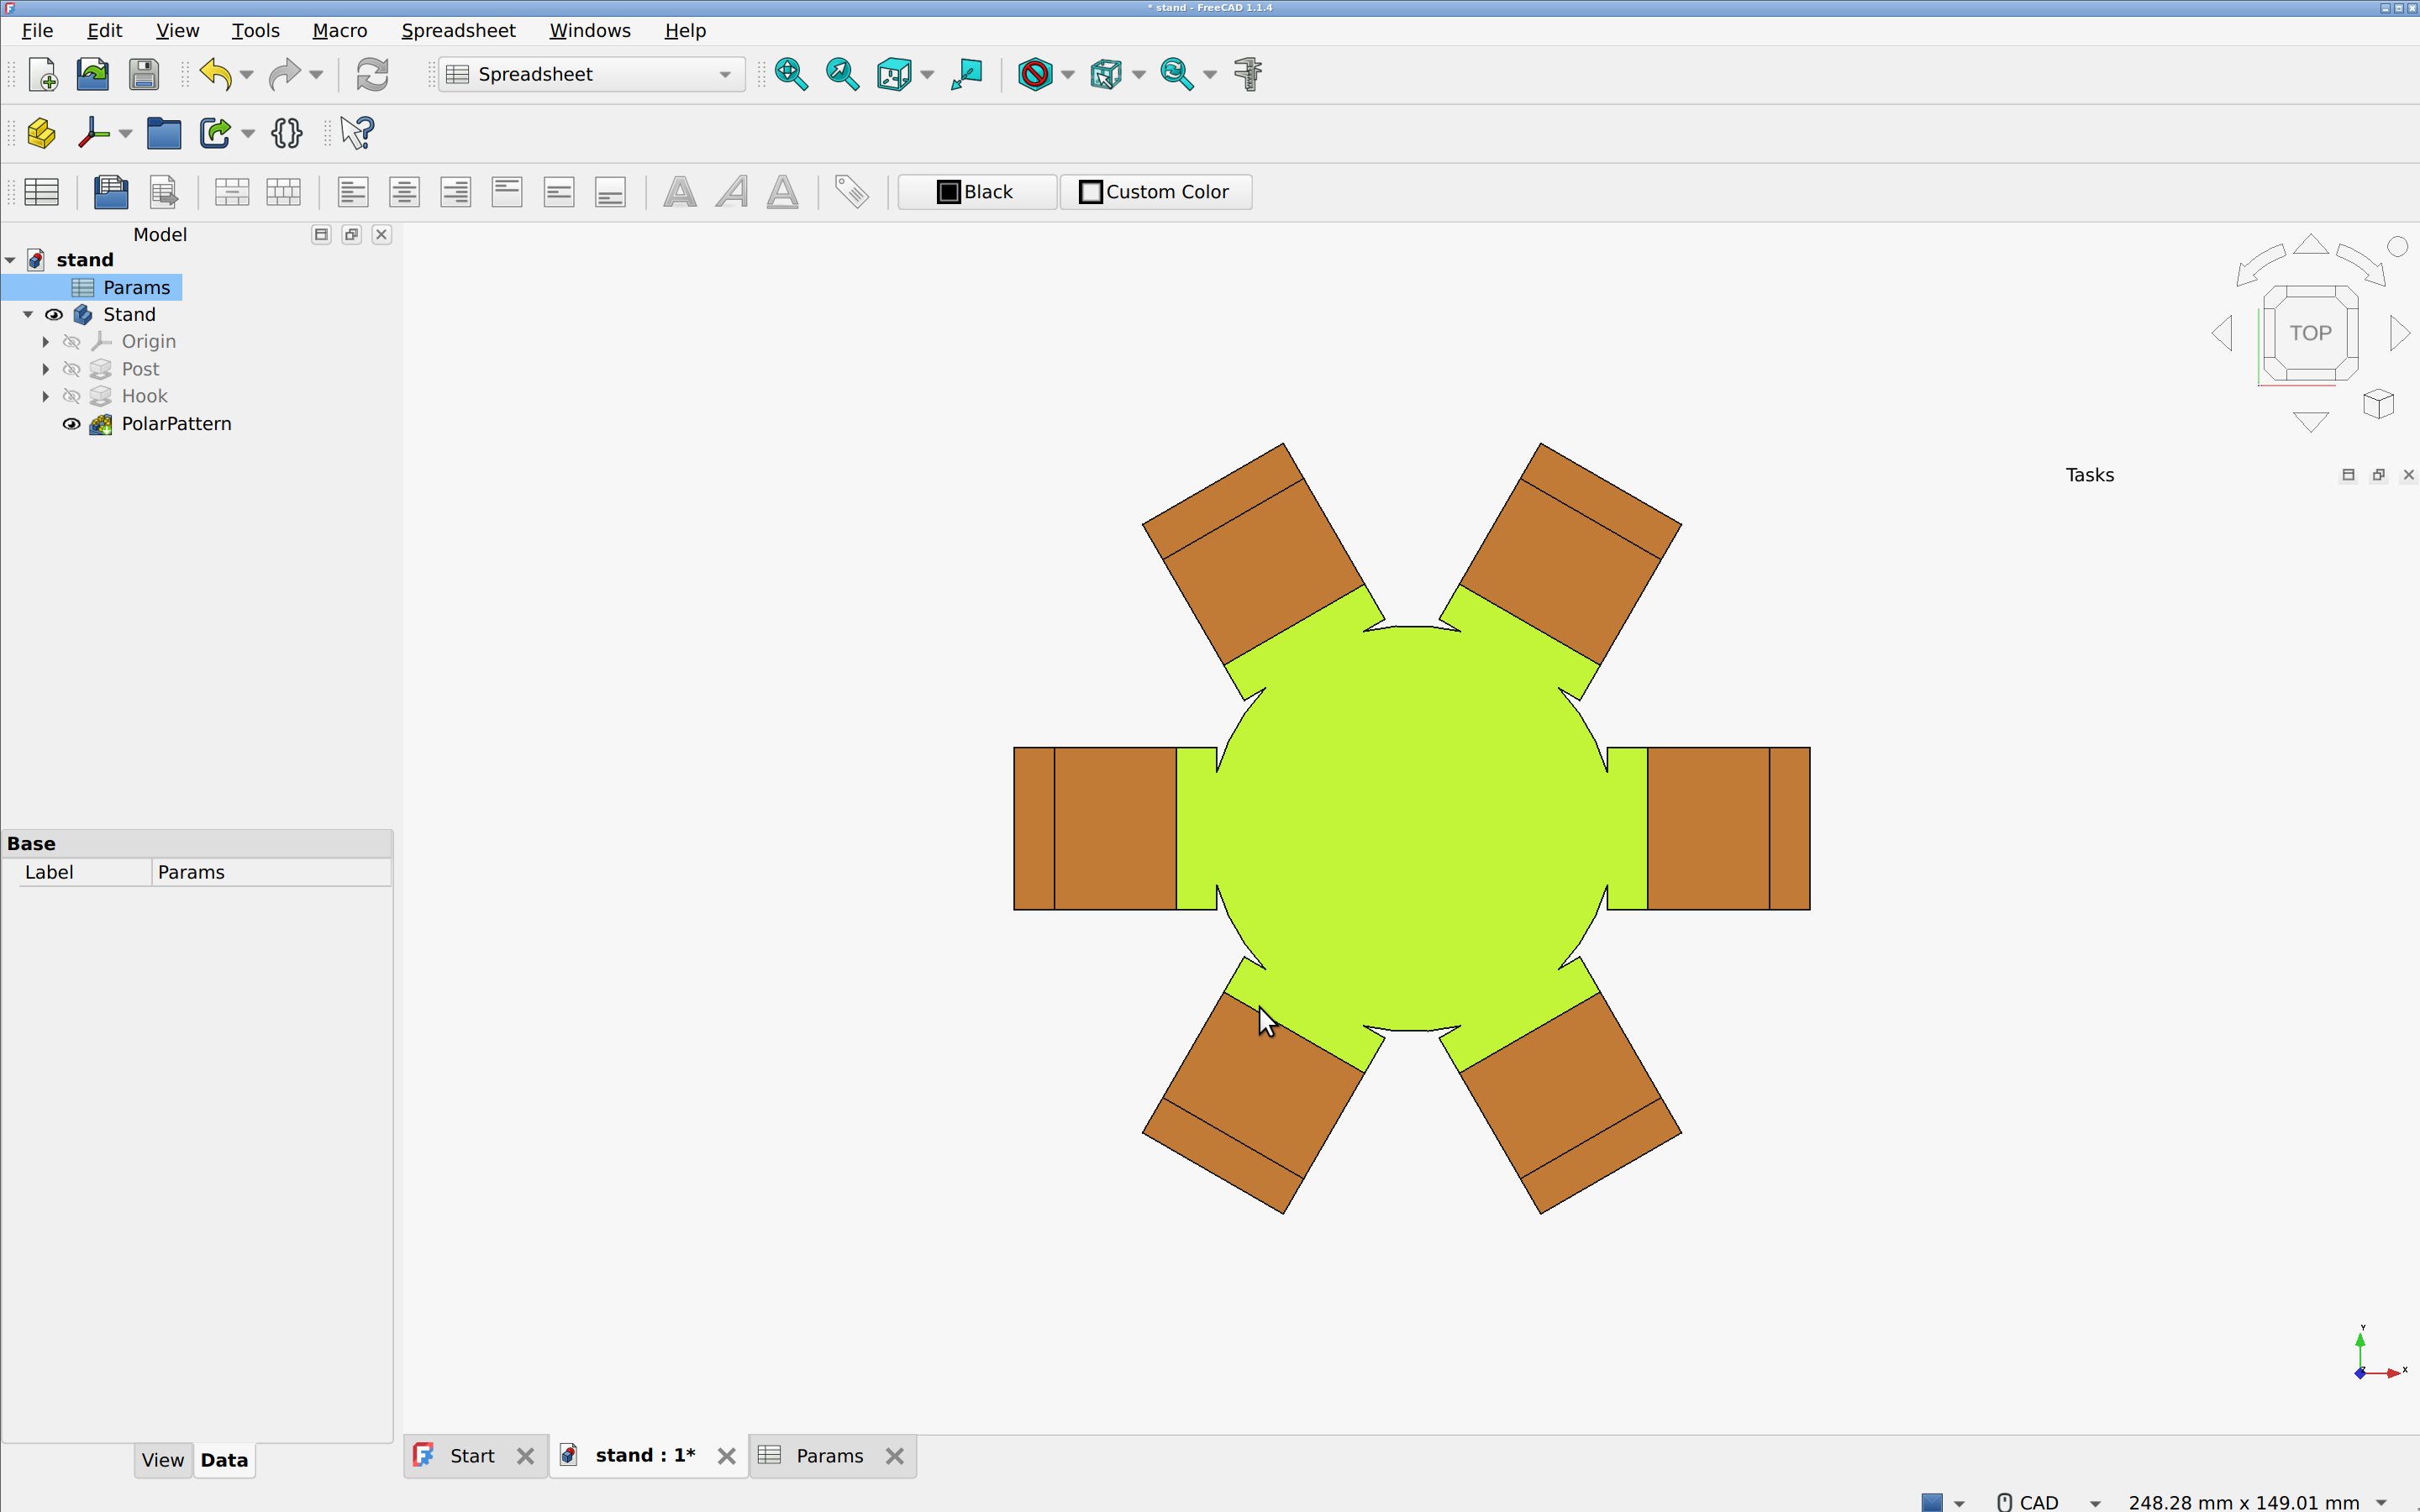 * stand - FreeCAD 1.1.4
File Edit View Tools Macro Spreadsheet Windows Help
Spreadsheet
Black
Custom Color
Model
stand
Params
Stand
Origin
Post
Hook
PolarPattern
TOP
Tasks
Base
Label Params
Y
X
View Data
Start
stand : 1*
Params
CAD
248.28 mm x 149.01 mm